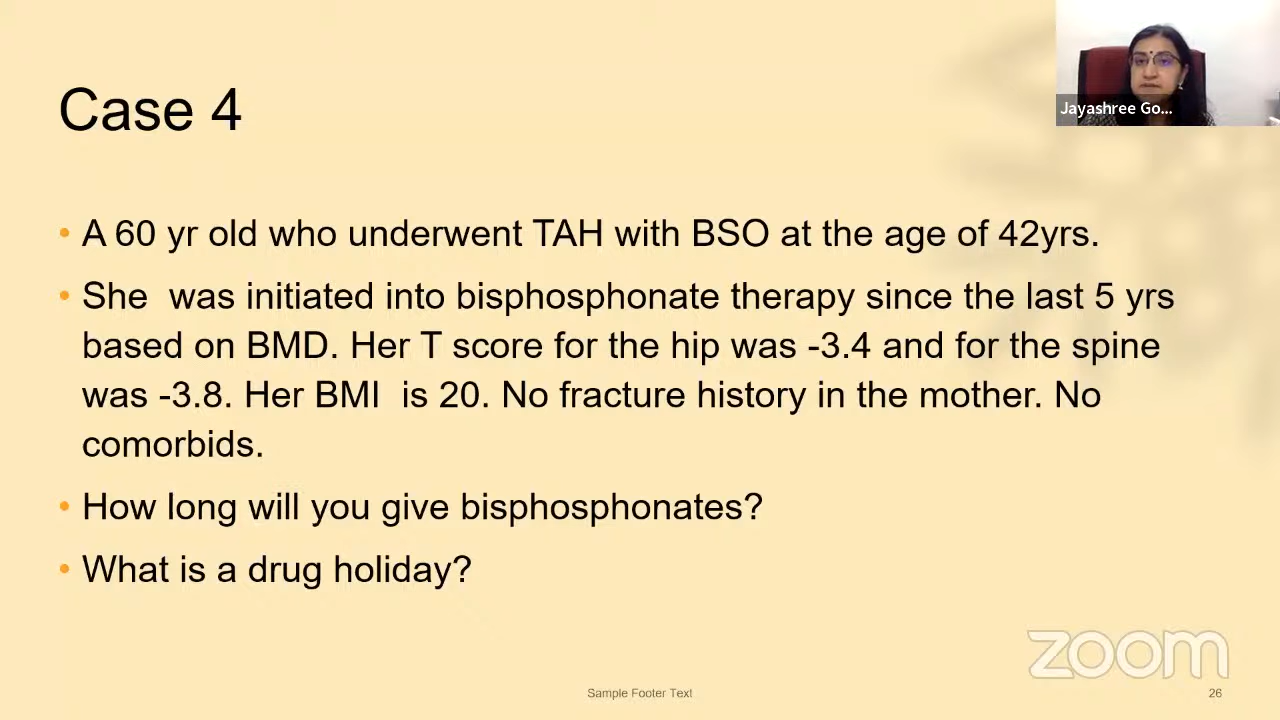 Jayashree Go...
Case 4
• A 60 yr old who underwent TAH with BSO at the age of 42yrs.
• She  was initiated into bisphosphonate therapy since the last 5 yrs
based on BMD. Her T score for the hip was -3.4 and for the spine
was -3.8. Her BMI  is 20. No fracture history in the mother. No
comorbids.
• How long will you give bisphosphonates?
• What is a drug holiday?
zoom
Sample Footer Text
26